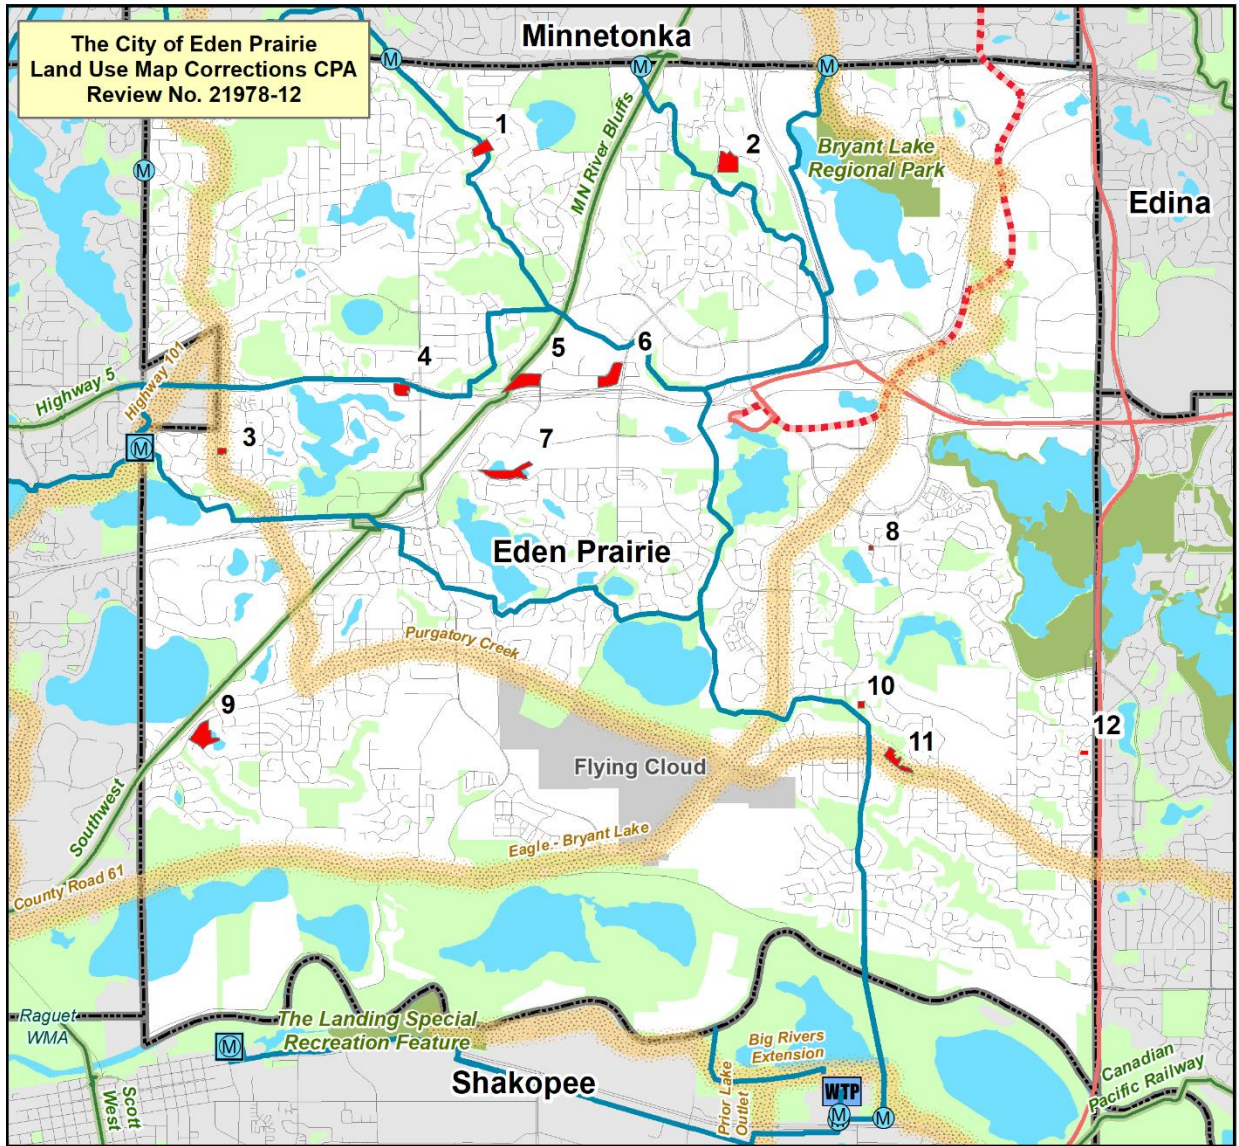 The City of Eden Prairie
Land Use Map Corrections CPA
Review No. 21978-12
Minnetonka
M
M
M
M
1
2
MN River Bluffs
Bryant Lake
Regional Park
Edina
Highway 5
Highway 101
4
5
6
M
3
7
8
Eden Prairie
Purgatory Creek
9
10
11
12
Flying Cloud
Southwest
Eagle - Bryant Lake
County Road 61
Raguet
WMA
M
The Landing Special
Recreation Feature
Big Rivers
Extension
Prior Lake
Outlet
Shakopee
WTP
M
M
Canadian
Pacific Railway
Scott
West